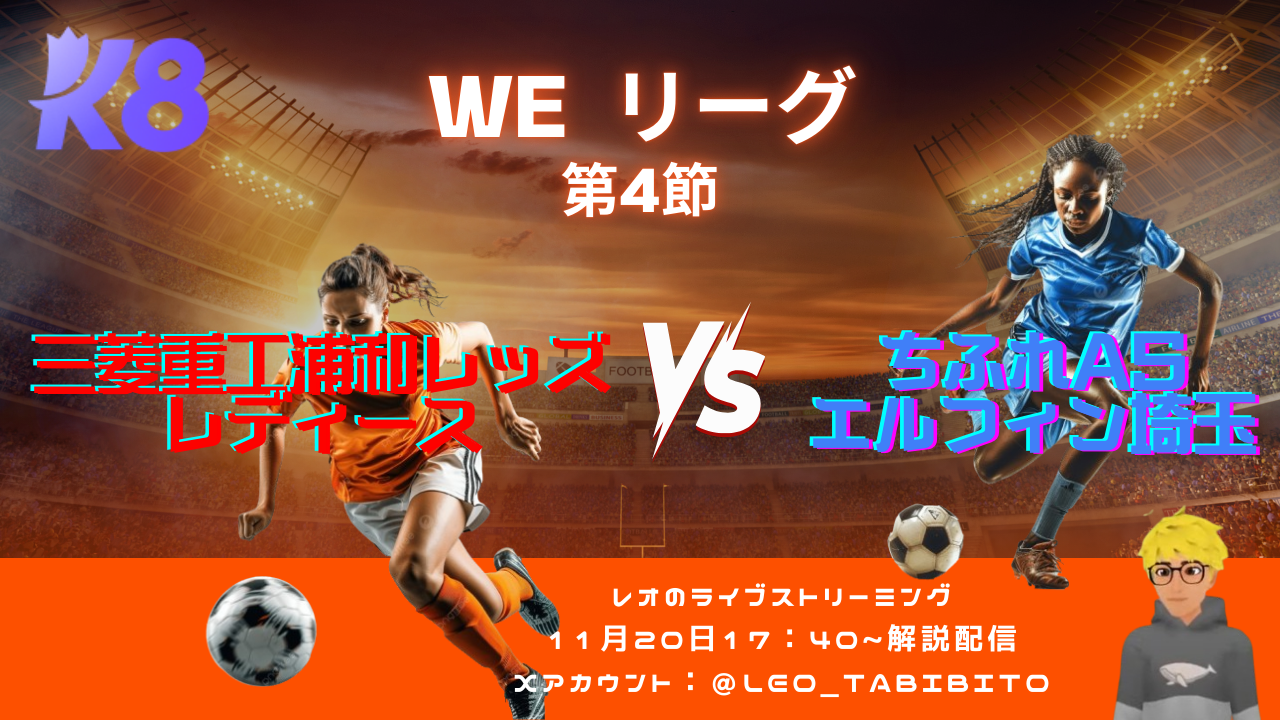 K8
WE リーグ
第4節
三菱重工浦和レッズ
レディース
VS
ちふれAS
エルフィン埼玉
FOOTB
レオのライブストリーミング
11月20日17：40~解説配信
Xアカウント：@LEO_TABIBITO